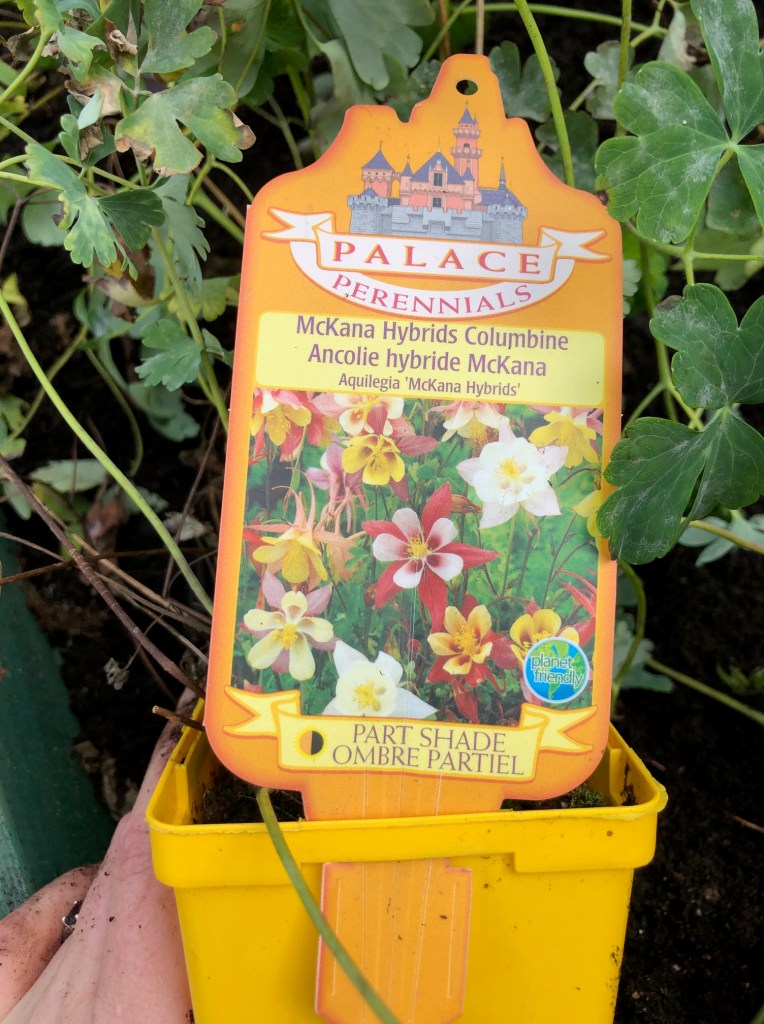 PALACE
PERENNIALS
McKana Hybrids Columbine
Ancolie hybride McKana
Aquilegia 'McKana Hybrids'
planet
friendly
PART SHADE
OMBRE PARTIEL